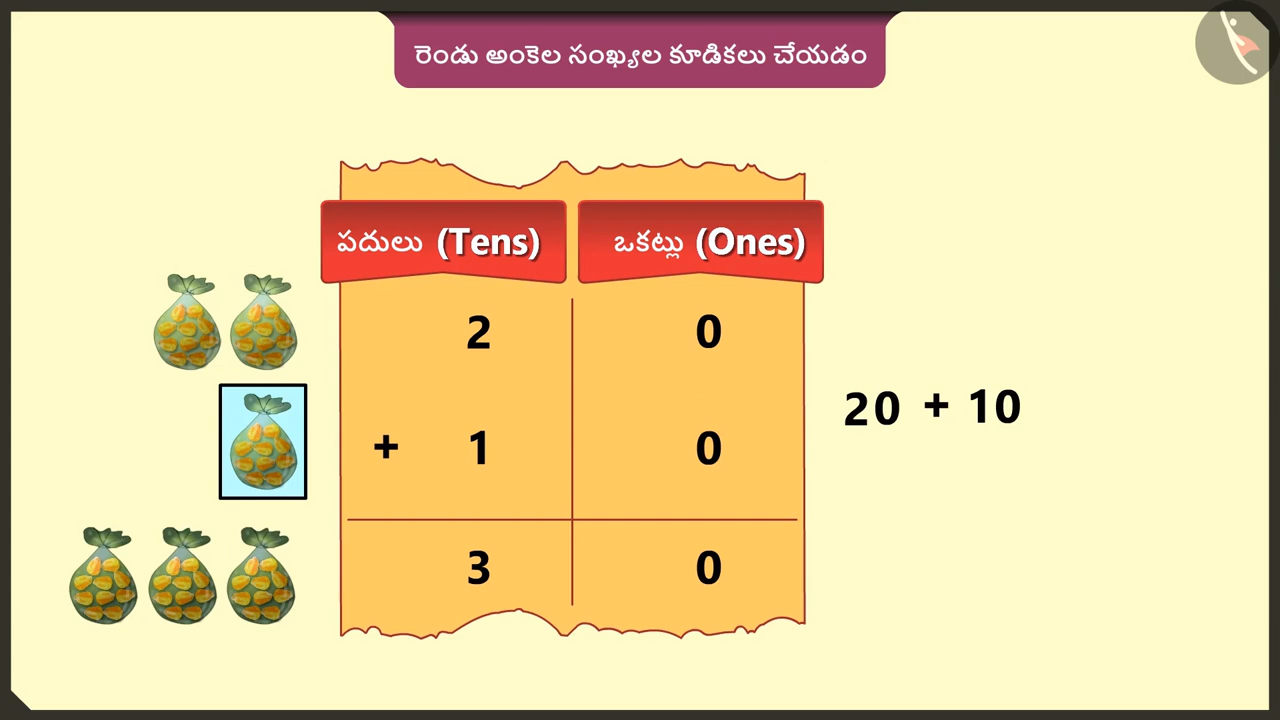 రెండు అంకెల సంఖ్యల కూడికలు చేయడం
పదులు (Tens) ఒకట్లు (Ones)
2 0
+ 1 0
20 + 10
3 0